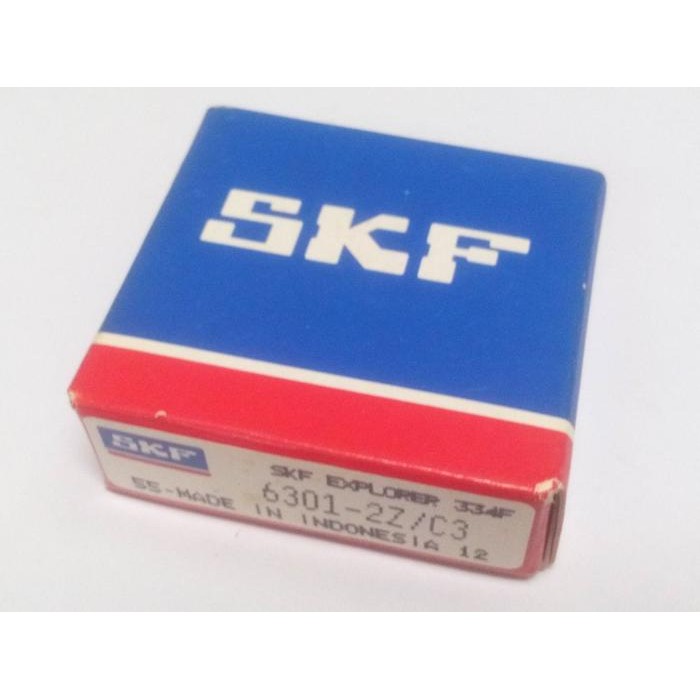 SKF
SKF
SKF EXPLORER 334F
6301-2Z/C3
55-MADE IN INDONESIA 12